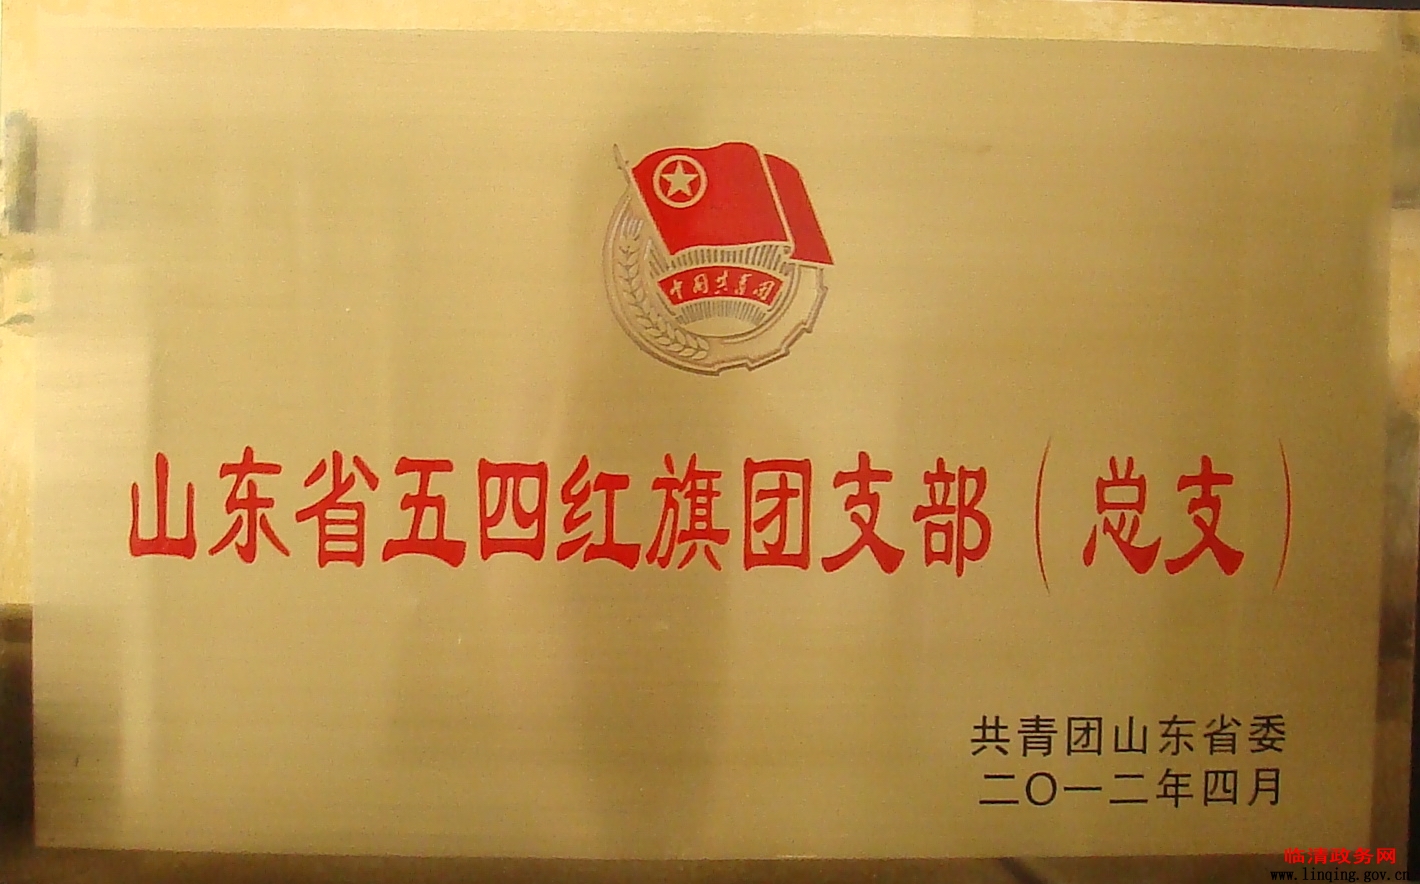 中国共青团
山东省五四红旗团支部（总支）
共青团山东省委
二〇一二年四月
临清政务网
www.linqing.gov.cn